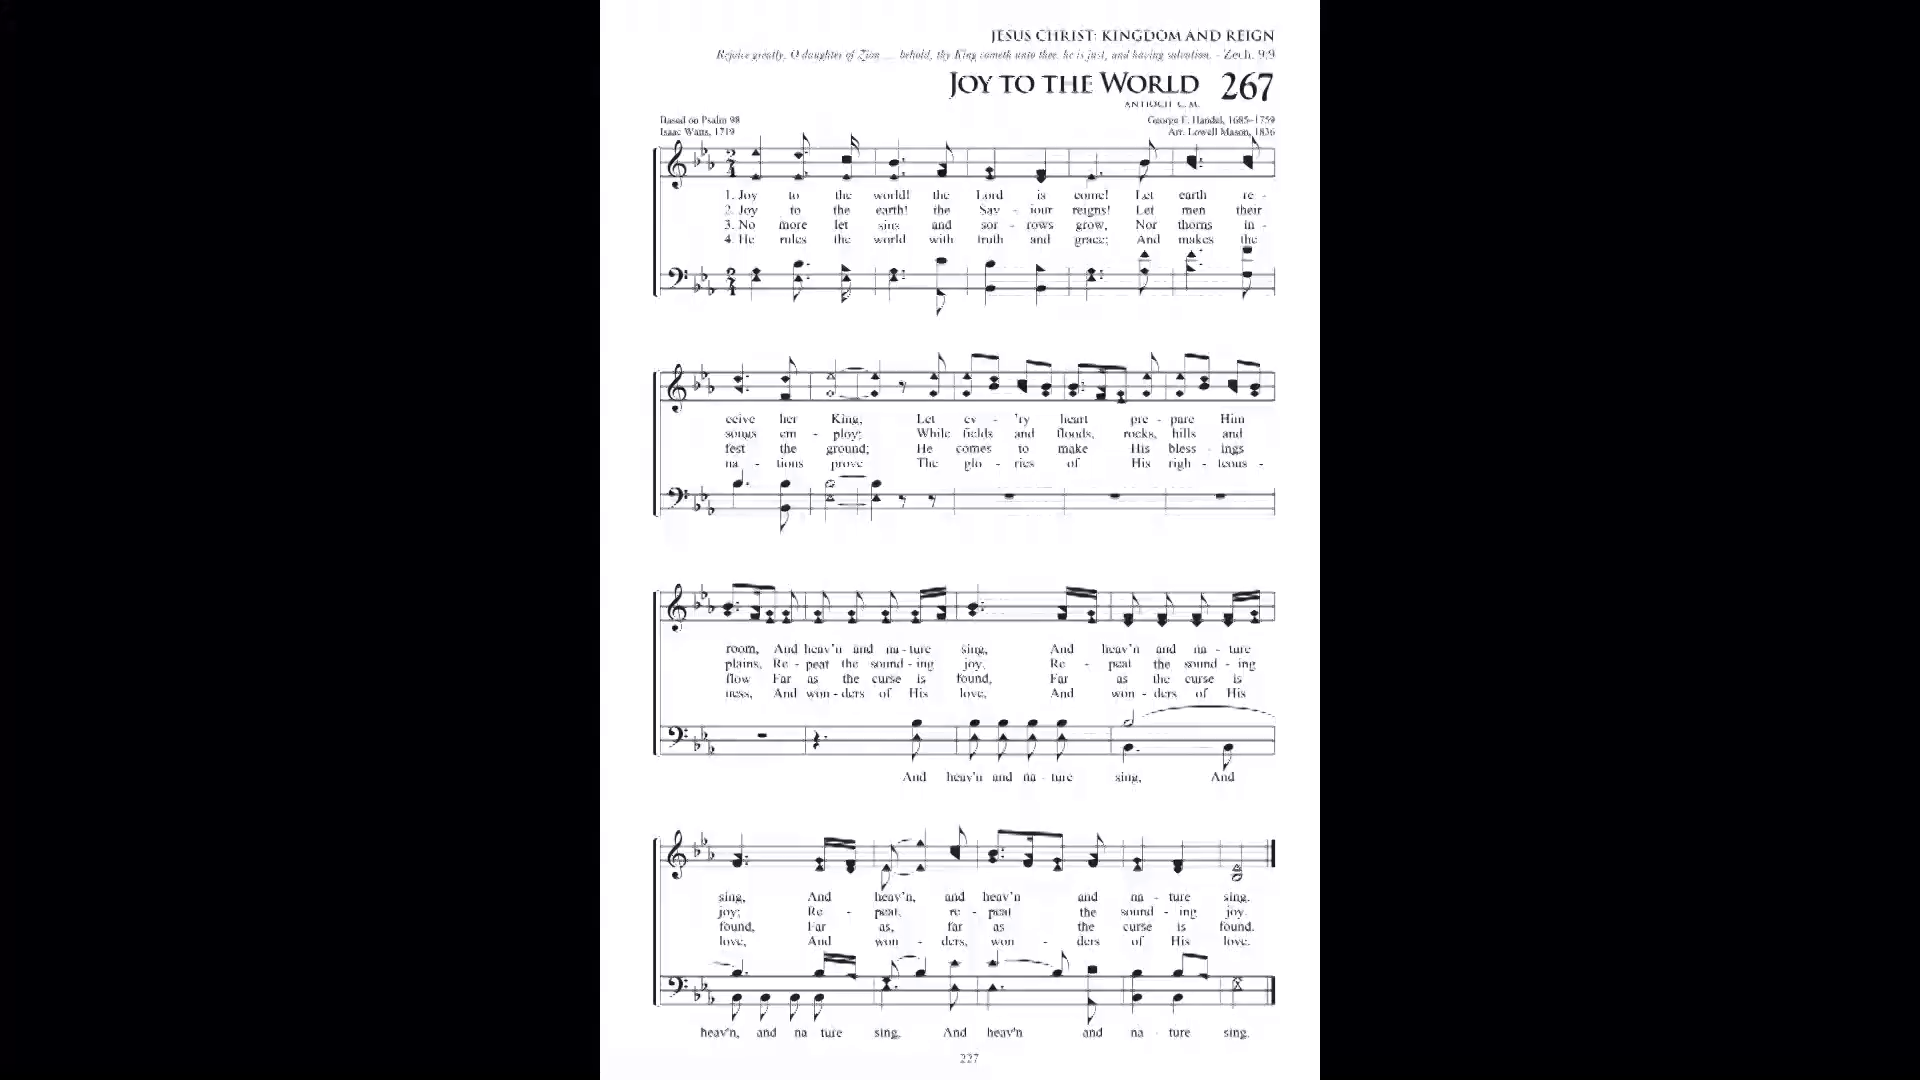 JESUS CHRIST: KINGDOM AND REIGN
Rejoice greatly, O daughter of Zion ... behold, thy King cometh unto thee: he is just, and having salvation. - Zech. 9:9
JOY TO THE WORLD 267
ANTIOCH C. M.
Based on Psalm 98
Isaac Watts, 1719
George F. Handel, 1685–1759
Arr. Lowell Mason, 1836
1. Joy to the world! the Lord is come! Let earth re -
2. Joy to the earth! the Sav - iour reigns! Let men their
3. No more let sins and sor - rows grow, Nor thorns in -
4. He rules the world with truth and grace; And makes the
ceive her King, Let ev - 'ry heart pre - pare Him
songs em - ploy; While fields and floods, rocks, hills and
fest the ground; He comes to make His bless - ings
na - tions prove The glo - ries of His righ - teous -
room, And heav'n and na - ture sing, And heav'n and na - ture
plains, Re - peat the sound - ing joy, Re - peat the sound - ing
flow Far as the curse is found, Far as the curse is
ness, And won - ders of His love, And won - ders of His
And heav'n and na - ture sing, And
sing, And heav'n, and heav'n and na - ture sing.
joy; Re - peat, re - peat the sound - ing joy.
found, Far as, far as the curse is found.
love, And won - ders, won - ders of His love.
heav'n, and na ture sing, And heav'n and na - ture sing.
227